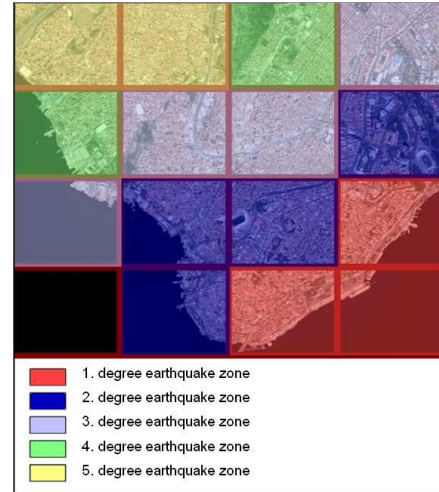 1. degree earthquake zone
2. degree earthquake zone
3. degree earthquake zone
4. degree earthquake zone
5. degree earthquake zone